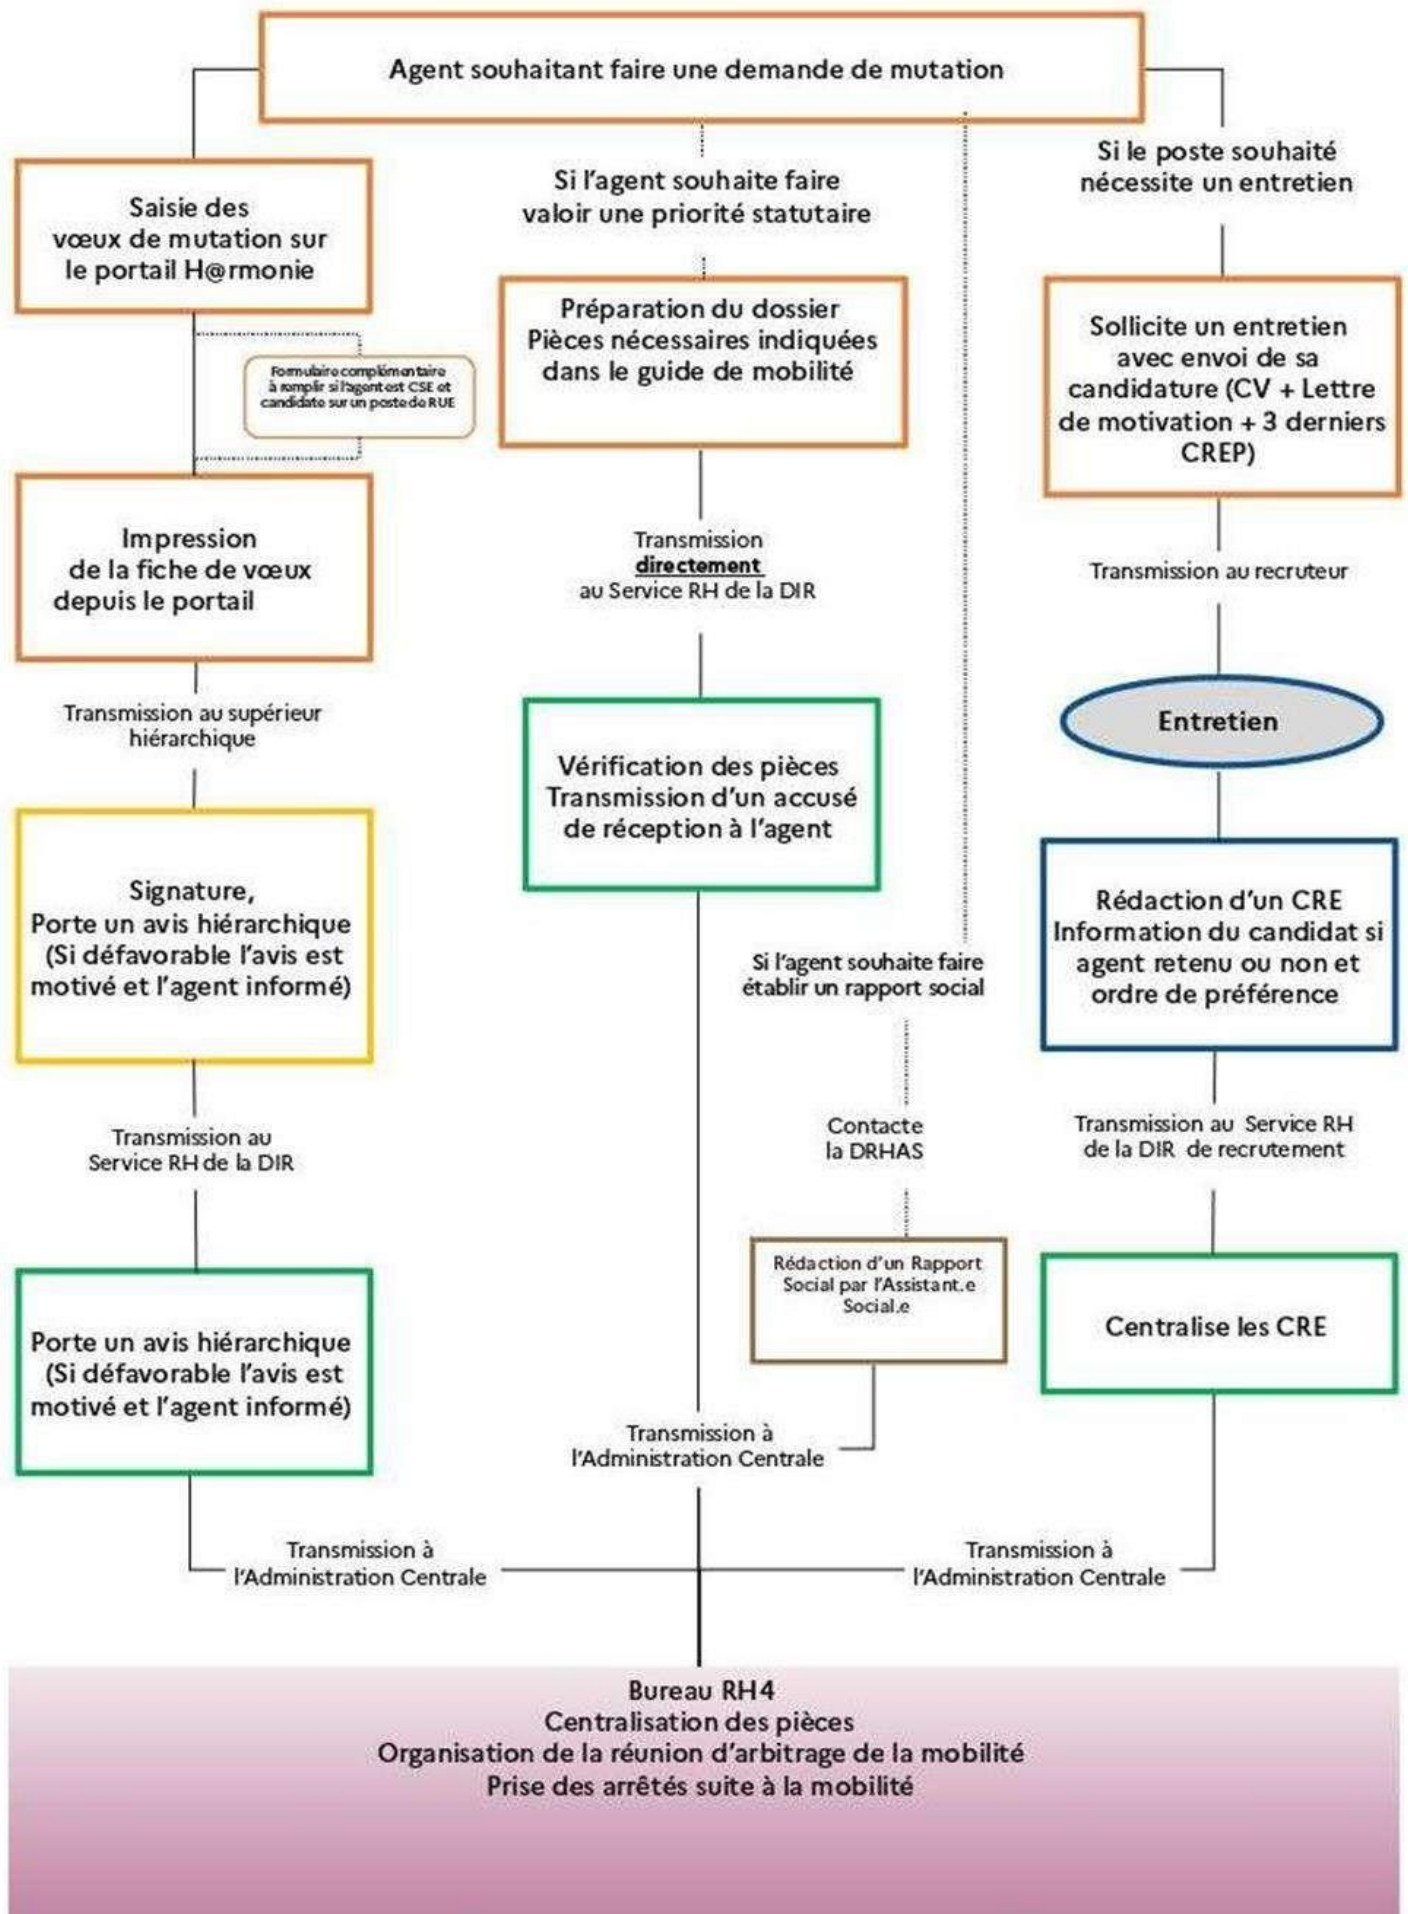 Agent souhaitant faire une demande de mutation
Saisie des
vœux de mutation sur
le portail H@rmonie
Formulaire complémentaire
à remplir si l'agent est CSE et
candidate sur un poste de RUE
Impression
de la fiche de vœux
depuis le portail
Transmission au supérieur
hiérarchique
Signature,
Porte un avis hiérarchique
(Si défavorable l'avis est
motivé et l'agent informé)
Transmission au
Service RH de la DIR
Porte un avis hiérarchique
(Si défavorable l'avis est
motivé et l'agent informé)
Transmission à
l'Administration Centrale
Si l'agent souhaite faire
valoir une priorité statutaire
Préparation du dossier
Pièces nécessaires indiquées
dans le guide de mobilité
Transmission
directement
au Service RH de la DIR
Vérification des pièces
Transmission d'un accusé
de réception à l'agent
Si l'agent souhaite faire
établir un rapport social
Contacte
la DRHAS
Rédaction d'un Rapport
Social par l'Assistant.e
Social.e
Transmission à
l'Administration Centrale
Si le poste souhaité
nécessite un entretien
Sollicite un entretien
avec envoi de sa
candidature (CV + Lettre
de motivation + 3 derniers
CREP)
Transmission au recruteur
Entretien
Rédaction d'un CRE
Information du candidat si
agent retenu ou non et
ordre de préférence
Transmission au Service RH
de la DIR de recrutement
Centralise les CRE
Transmission à
l'Administration Centrale
Bureau RH4
Centralisation des pièces
Organisation de la réunion d'arbitrage de la mobilité
Prise des arrêtés suite à la mobilité